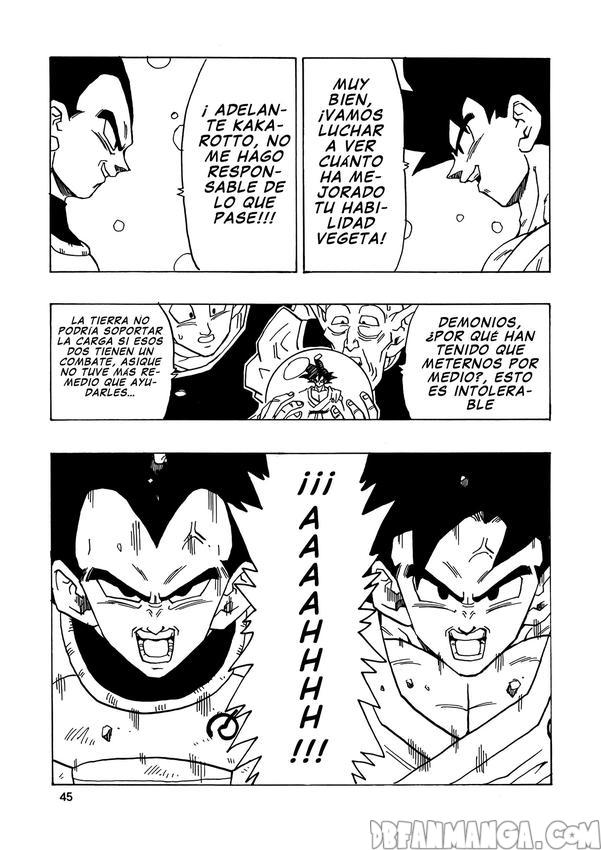 MUY
BIEN,
¡VAMOS
LUCHAR
A VER
CUÁNTO
HA ME-
JORADO
TU HABI-
LIDAD
VEGETA!
¡ ADELAN-
TE KAKA-
ROTTO, NO
ME HAGO
RESPON-
SABLE DE
LO QUE
PASE!!!
DEMONIOS,
¿POR QUÉ HAN
TENIDO QUE
METERNOS POR
MEDIO?, ESTO
ES INTOLERA-
BLE
LA TIERRA NO
PODRÍA SOPORTAR
LA CARGA SI ESOS
DOS TIENEN UN
COMBATE, ASIQUE
NO TUVE MÁS RE-
MEDIO QUE AYU-
DARLES...
¡¡¡AAAAAHHHH!!!
45
DBFANMANGA.COM